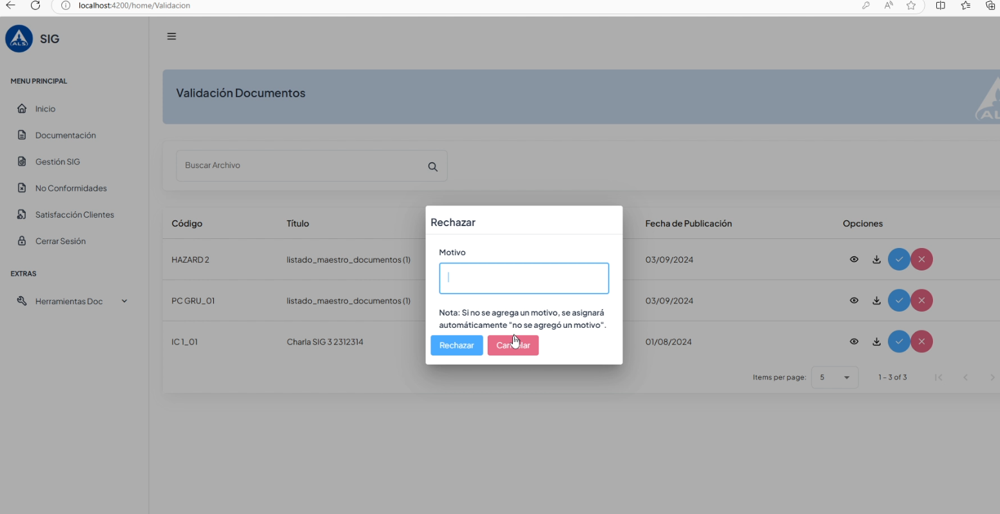 localhost:4200/home/Validacion
ALS
SIG
MENU PRINCIPAL
Inicio
Documentación
Gestión SIG
No Conformidades
Satisfacción Clientes
Cerrar Sesión
EXTRAS
Herramientas Doc
Validación Documentos
Buscar Archivo
Código Título Fecha de Publicación Opciones
HAZARD 2 listado_maestro_documentos (1) 03/09/2024
PC GRU_01 listado_maestro_documentos (1) 03/09/2024
IC 1_01 Charla SIG 3 2312314 01/08/2024
Items per page: 5 1 – 3 of 3
Rechazar
Motivo
Nota: Si no se agrega un motivo, se asignará
automáticamente "no se agregó un motivo".
Rechazar Cancelar